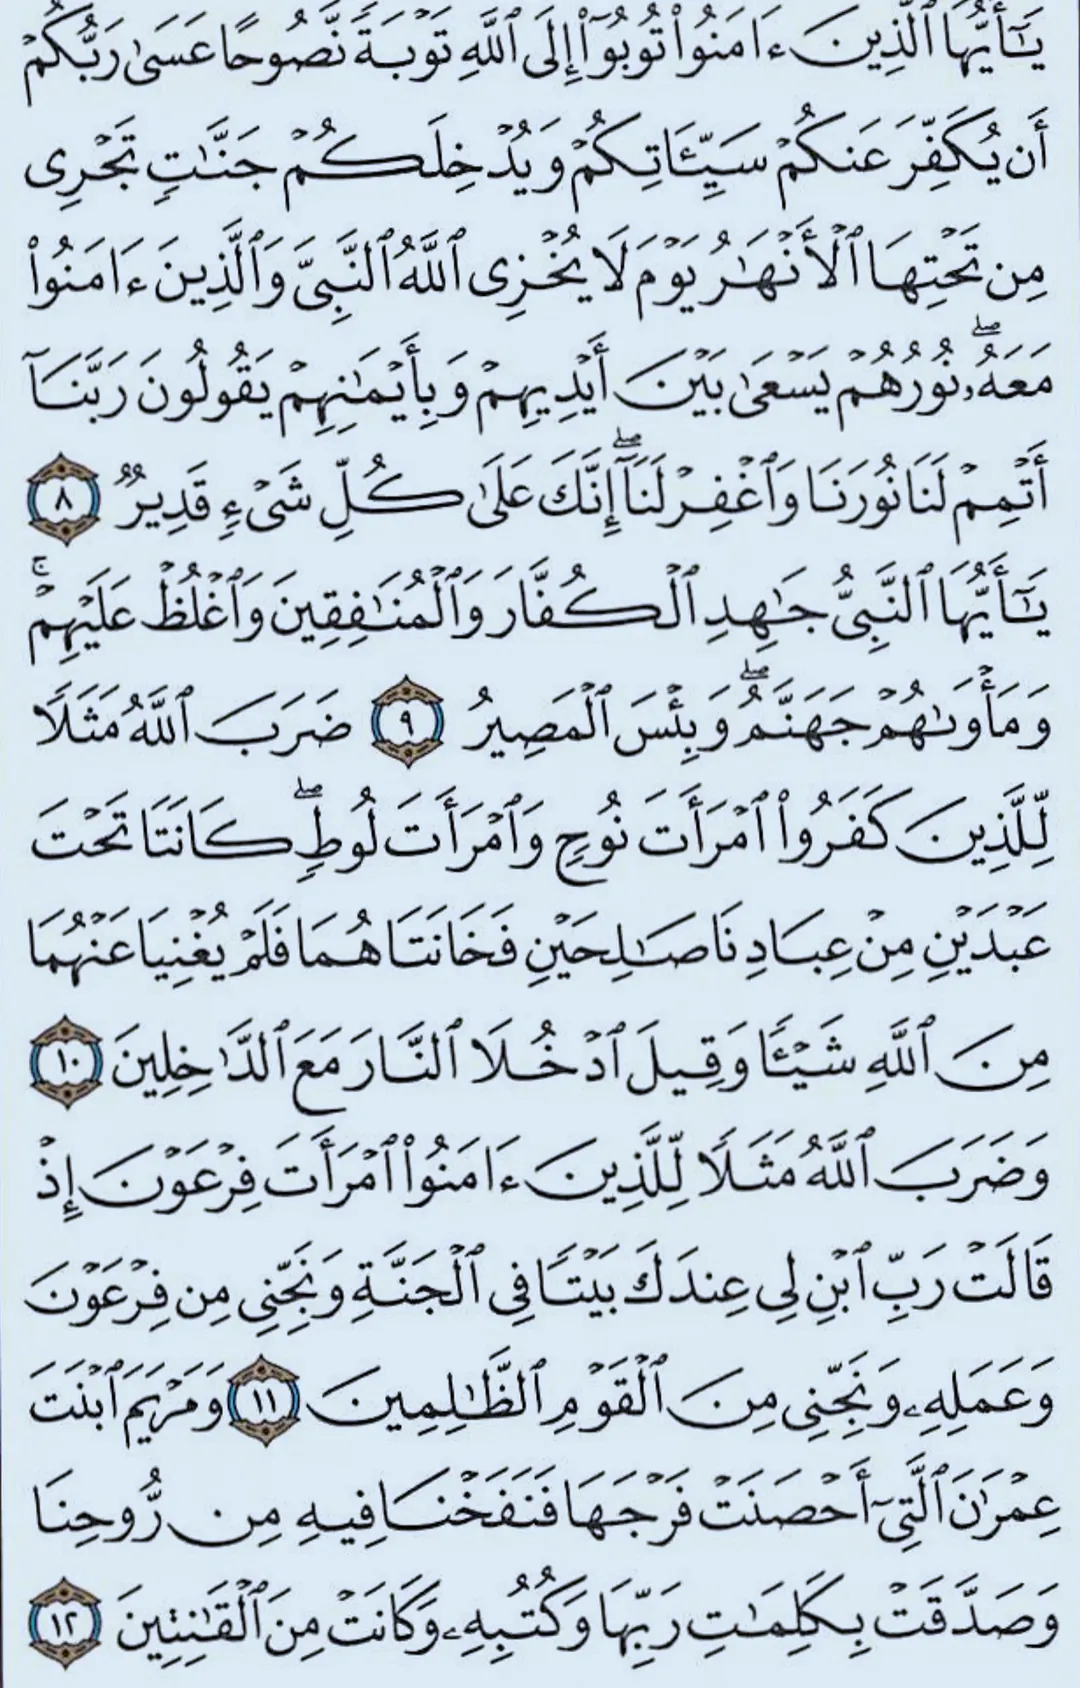 يَـٰٓأَيُّهَا ٱلَّذِينَ ءَامَنُوا۟ تُوبُوٓا۟ إِلَى ٱللَّهِ تَوْبَةً نَّصُوحًا عَسَىٰ رَبُّكُمْ
أَن يُكَفِّرَ عَنكُمْ سَيِّـَٔاتِكُمْ وَيُدْخِلَكُمْ جَنَّـٰتٍ تَجْرِى
مِن تَحْتِهَا ٱلْأَنْهَـٰرُ يَوْمَ لَا يُخْزِى ٱللَّهُ ٱلنَّبِىَّ وَٱلَّذِينَ ءَامَنُوا۟
مَعَهُۥۖ نُورُهُمْ يَسْعَىٰ بَيْنَ أَيْدِيهِمْ وَبِأَيْمَـٰنِهِمْ يَقُولُونَ رَبَّنَآ
أَتْمِمْ لَنَا نُورَنَا وَٱغْفِرْ لَنَآۖ إِنَّكَ عَلَىٰ كُلِّ شَىْءٍ قَدِيرٌ ٨
يَـٰٓأَيُّهَا ٱلنَّبِىُّ جَـٰهِدِ ٱلْكُفَّارَ وَٱلْمُنَـٰفِقِينَ وَٱغْلُظْ عَلَيْهِمْۚ
وَمَأْوَىٰهُمْ جَهَنَّمُۖ وَبِئْسَ ٱلْمَصِيرُ ٩ ضَرَبَ ٱللَّهُ مَثَلًا
لِّلَّذِينَ كَفَرُوا۟ ٱمْرَأَتَ نُوحٍ وَٱمْرَأَتَ لُوطٍۖ كَانَتَا تَحْتَ
عَبْدَيْنِ مِنْ عِبَادِنَا صَـٰلِحَيْنِ فَخَانَتَاهُمَا فَلَمْ يُغْنِيَا عَنْهُمَا
مِنَ ٱللَّهِ شَيْـًٔا وَقِيلَ ٱدْخُلَا ٱلنَّارَ مَعَ ٱلدَّٰخِلِينَ ١٠
وَضَرَبَ ٱللَّهُ مَثَلًا لِّلَّذِينَ ءَامَنُوا۟ ٱمْرَأَتَ فِرْعَوْنَ إِذْ
قَالَتْ رَبِّ ٱبْنِ لِى عِندَكَ بَيْتًا فِى ٱلْجَنَّةِ وَنَجِّنِى مِن فِرْعَوْنَ
وَعَمَلِهِۦ وَنَجِّنِى مِنَ ٱلْقَوْمِ ٱلظَّـٰلِمِينَ ١١ وَمَرْيَمَ ٱبْنَتَ
عِمْرَٰنَ ٱلَّتِىٓ أَحْصَنَتْ فَرْجَهَا فَنَفَخْنَا فِيهِ مِن رُّوحِنَا
وَصَدَّقَتْ بِكَلِمَـٰتِ رَبِّهَا وَكُتُبِهِۦ وَكَانَتْ مِنَ ٱلْقَـٰنِتِينَ ١٢